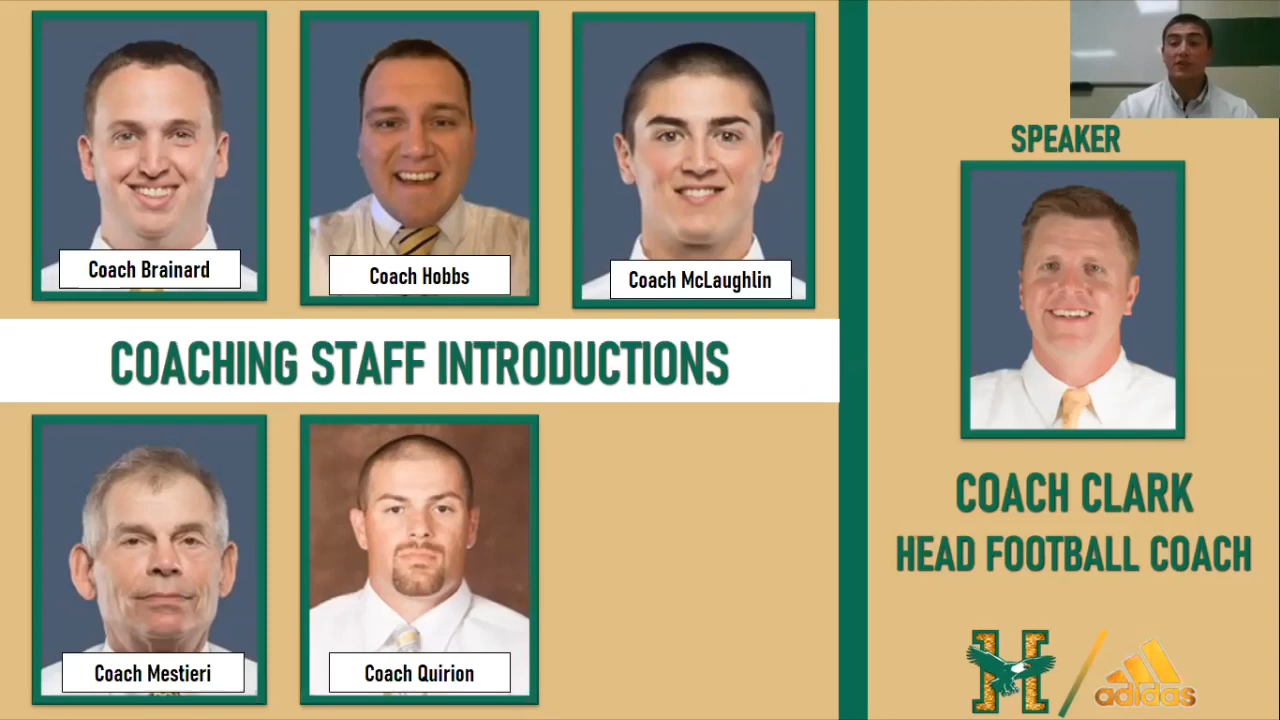 Coach Brainard
Coach Hobbs
Coach McLaughlin
COACHING STAFF INTRODUCTIONS
Coach Mestieri
Coach Quirion
SPEAKER
COACH CLARK
HEAD FOOTBALL COACH
H
adidas